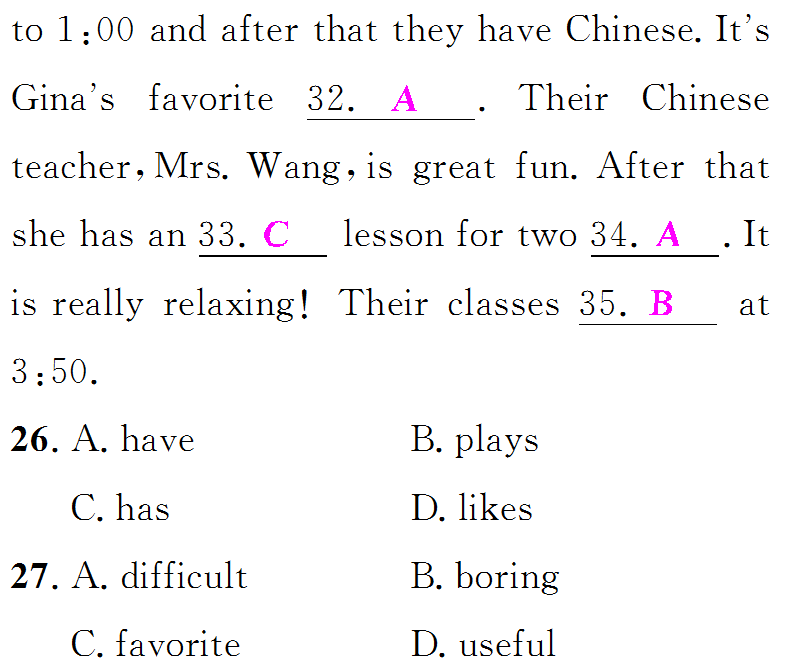 to 1:00 and after that they have Chinese. It's
Gina's favorite 32. A . Their Chinese
teacher, Mrs. Wang, is great fun. After that
she has an 33. C lesson for two 34. A . It
is really relaxing! Their classes 35. B at
3:50.
26. A. have B. plays
C. has D. likes
27. A. difficult B. boring
C. favorite D. useful